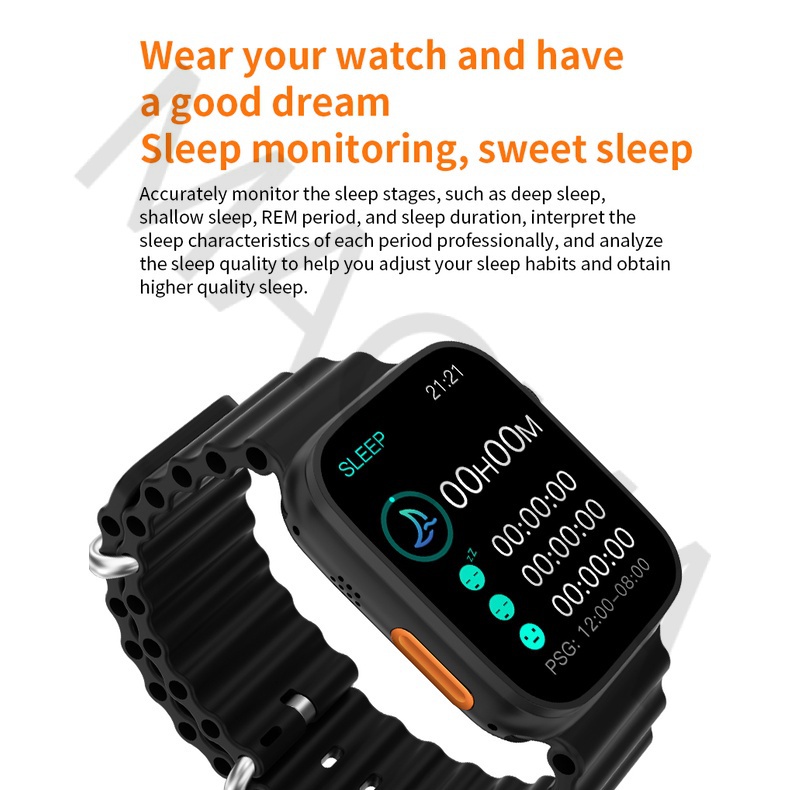 Wear your watch and have
a good dream
Sleep monitoring, sweet sleep
Accurately monitor the sleep stages, such as deep sleep,
shallow sleep, REM period, and sleep duration, interpret the
sleep characteristics of each period professionally, and analyze
the sleep quality to help you adjust your sleep habits and obtain
higher quality sleep.
21:21
SLEEP
00H00M
zZ
00:00:00
00:00:00
00:00:00
PSG: 12:00-08:00